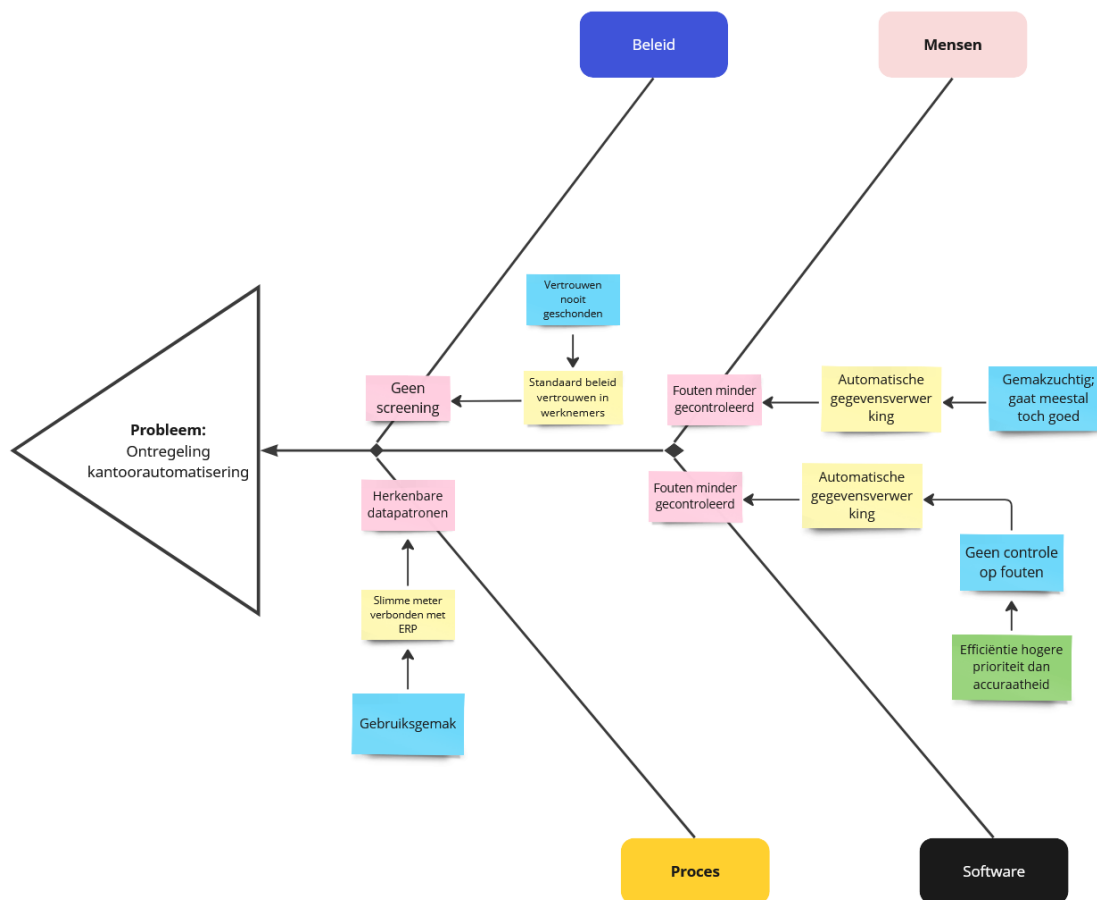 Beleid
Mensen
Vertrouwen
nooit
geschonden
Geen
screening
Standaard beleid
vertrouwen in
werknemers
Fouten minder
gecontroleerd
Automatische
gegevensverwer
king
Gemakzuchtig;
gaat meestal
toch goed
Probleem:
Ontregeling
kantoorautomatisering
Herkenbare
datapatronen
Fouten minder
gecontroleerd
Automatische
gegevensverwer
king
Geen controle
op fouten
Slimme meter
verbonden met
ERP
Efficiëntie hogere
prioriteit dan
accuraatheid
Gebruiksgemak
Proces
Software